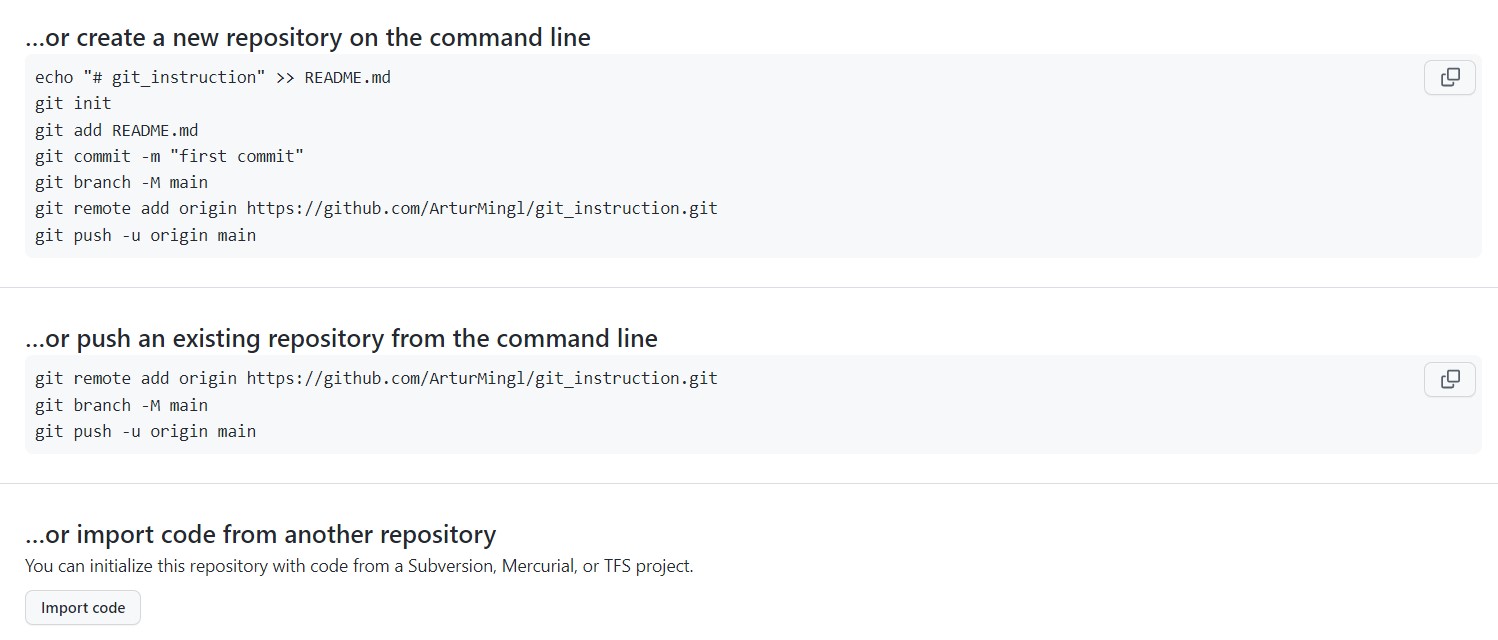 ...or create a new repository on the command line
echo "# git_instruction" >> README.md
git init
git add README.md
git commit -m "first commit"
git branch -M main
git remote add origin https://github.com/ArturMingl/git_instruction.git
git push -u origin main
...or push an existing repository from the command line
git remote add origin https://github.com/ArturMingl/git_instruction.git
git branch -M main
git push -u origin main
...or import code from another repository
You can initialize this repository with code from a Subversion, Mercurial, or TFS project.
Import code